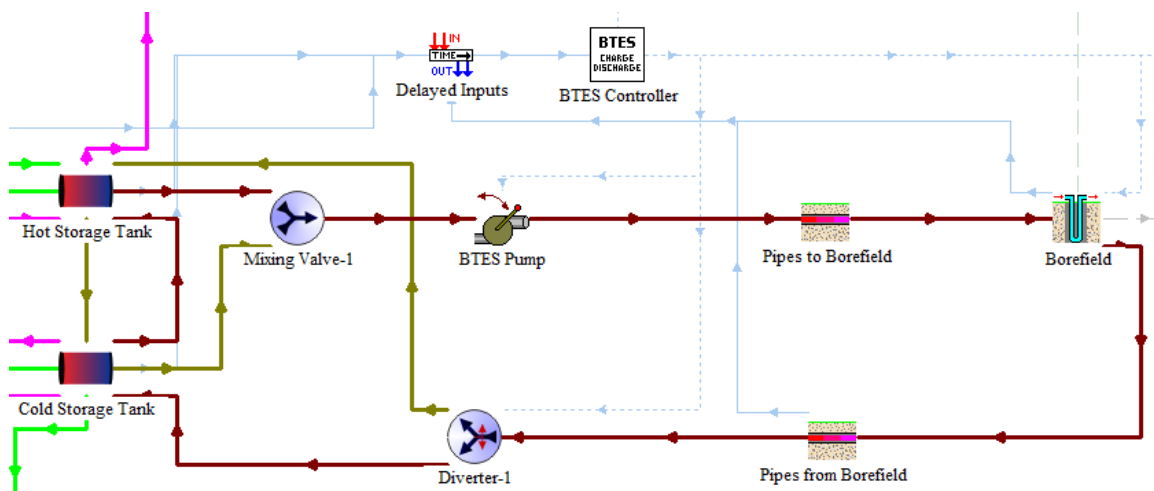 IN
TIME
OUT
Delayed Inputs
BTES
CHARGE
DISCHARGE
BTES Controller
Hot Storage Tank
Mixing Valve-1
BTES Pump
Pipes to Borefield
Borefield
Cold Storage Tank
Diverter-1
Pipes from Borefield